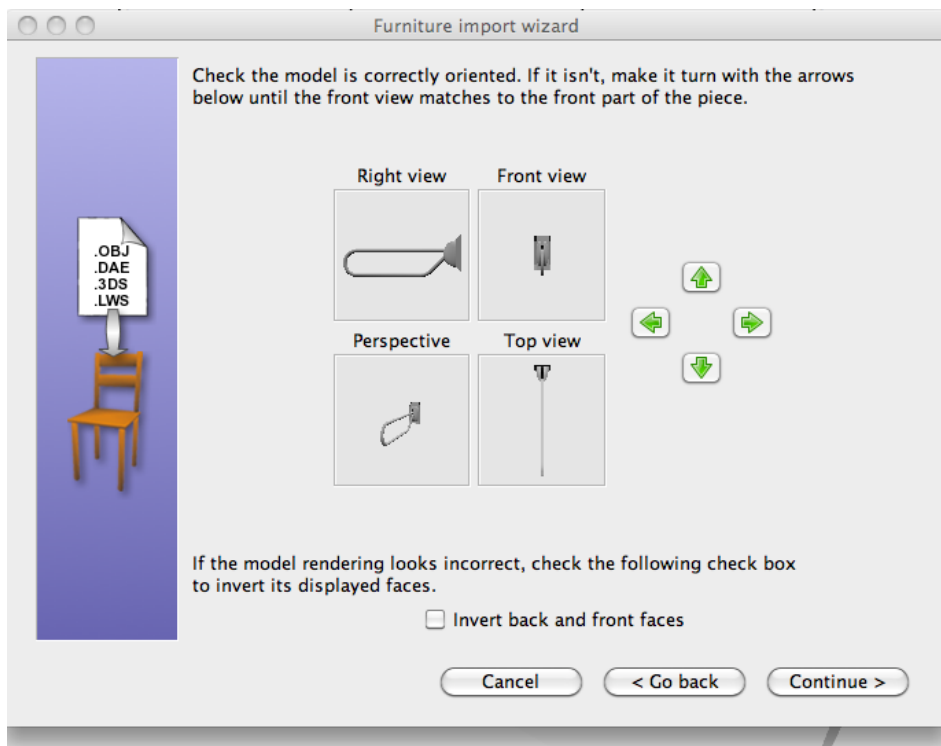 Furniture import wizard
Check the model is correctly oriented. If it isn't, make it turn with the arrows
below until the front view matches to the front part of the piece.
.OBJ
.DAE
.3DS
.LWS
Right view
Front view
Perspective
Top view
If the model rendering looks incorrect, check the following check box
to invert its displayed faces.
Invert back and front faces
Cancel
< Go back
Continue >